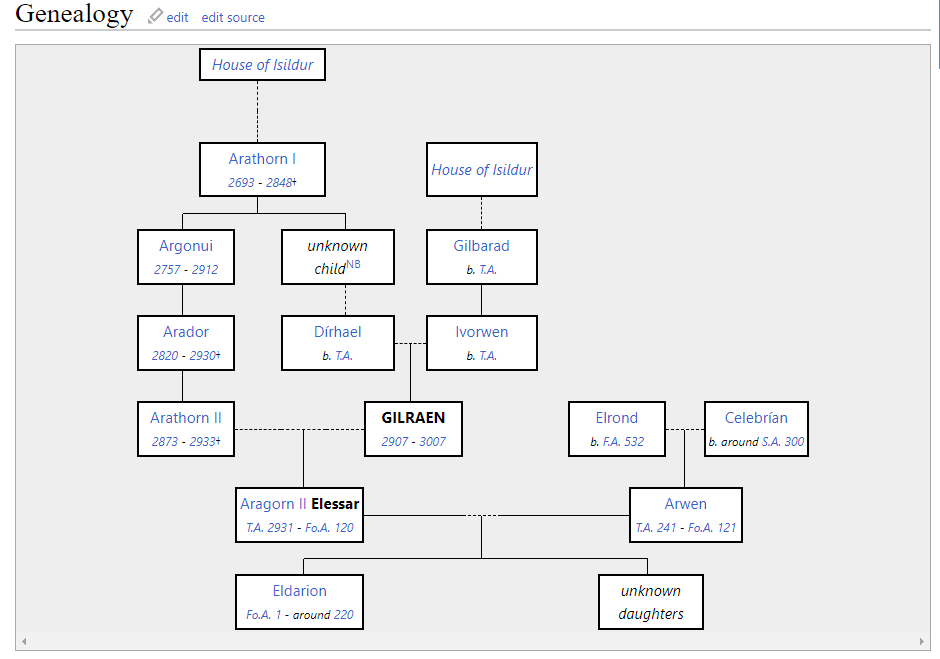 Genealogy edit edit source
House of Isildur
Arathorn I
2693 - 2848†
House of Isildur
Argonui
2757 - 2912
unknown
childNB
Gilbarad
b. T.A.
Arador
2820 - 2930†
Dírhael
b. T.A.
Ivorwen
b. T.A.
Arathorn II
2873 - 2933†
GILRAEN
2907 - 3007
Elrond
b. F.A. 532
Celebrían
b. around S.A. 300
Aragorn II Elessar
T.A. 2931 - Fo.A. 120
Arwen
T.A. 241 - Fo.A. 121
Eldarion
Fo.A. 1 - around 220
unknown
daughters